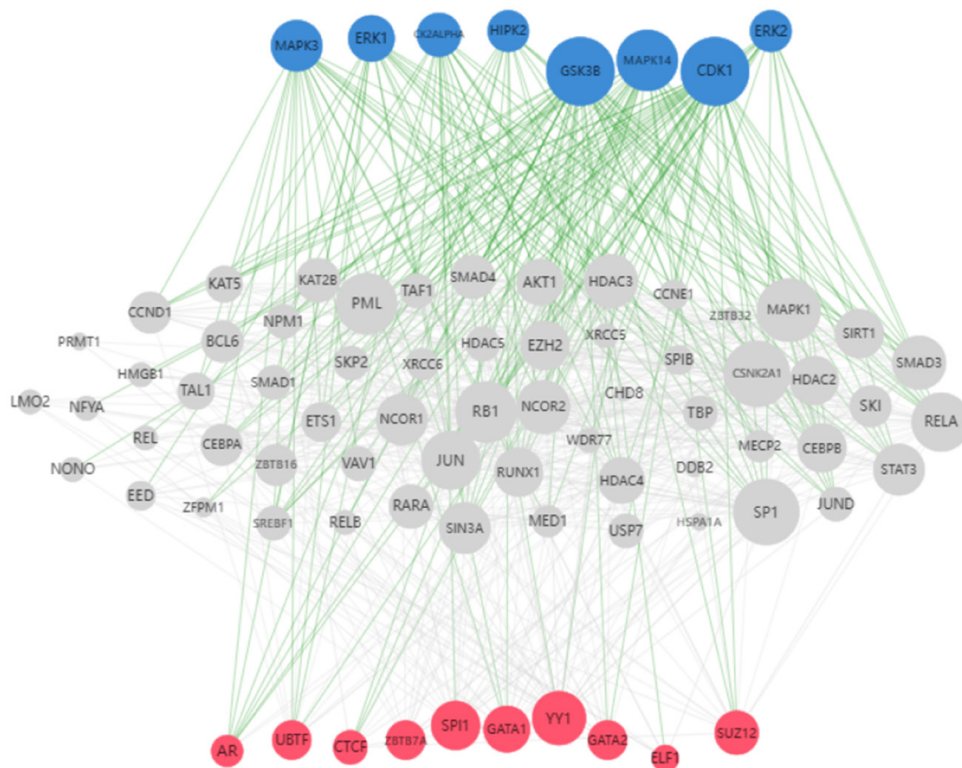 MAPK3
ERK1
CK2ALPHA
HIPK2
GSK3B
MAPK14
CDK1
ERK2
KAT5
KAT2B
PML
TAF1
SMAD4
AKT1
HDAC3
CCNE1
ZBTB32
MAPK1
SIRT1
CCND1
NPM1
PRMT1
BCL6
HDAC5
EZH2
XRCC5
SPIB
SMAD3
HMGB1
TAL1
SMAD1
SKP2
XRCC6
CHD8
CSNK2A1
HDAC2
LMO2
NFYA
ETS1
NCOR1
RB1
NCOR2
TBP
SKI
RELA
REL
CEBPA
WDR77
MECP2
CEBPB
NONO
ZBTB16
VAV1
JUN
RUNX1
HDAC4
DDB2
STAT3
EED
ZFPM1
SREBF1
RELB
RARA
SIN3A
MED1
USP7
HSPA1A
SP1
JUND
AR
UBTF
CTCF
ZBTB7A
SPI1
GATA1
YY1
GATA2
ELF1
SUZ12